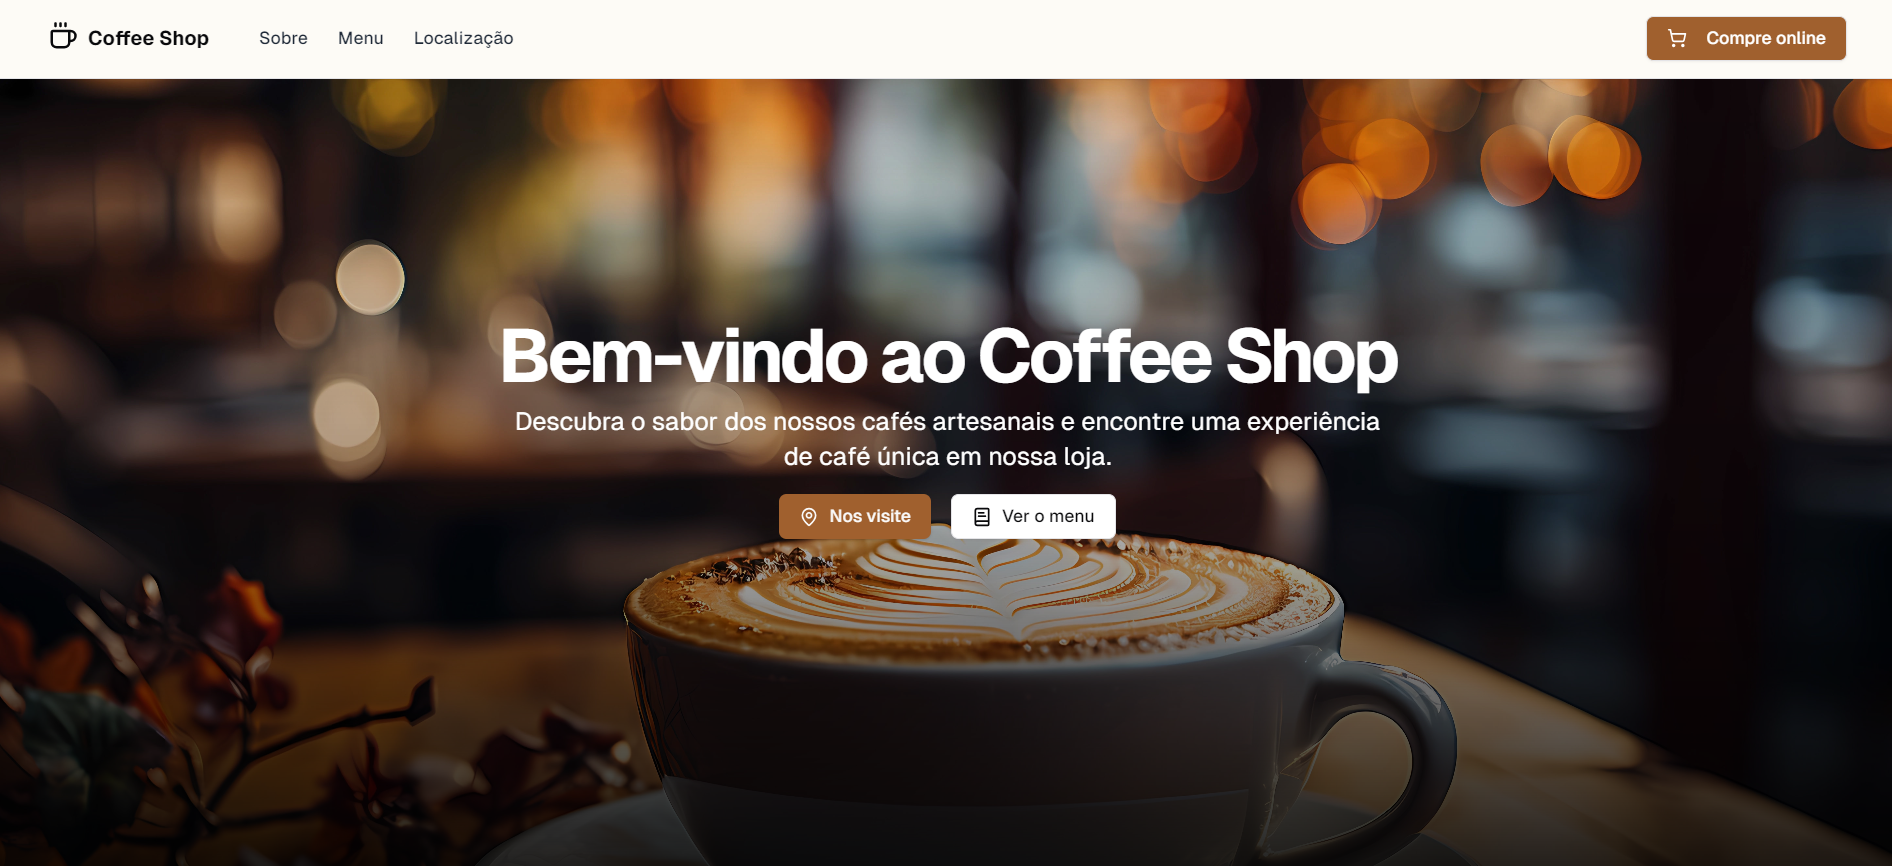 Coffee Shop
Sobre
Menu
Localização
Compre online
Bem-vindo ao Coffee Shop
Descubra o sabor dos nossos cafés artesanais e encontre uma experiência
de café única em nossa loja.
Nos visite
Ver o menu